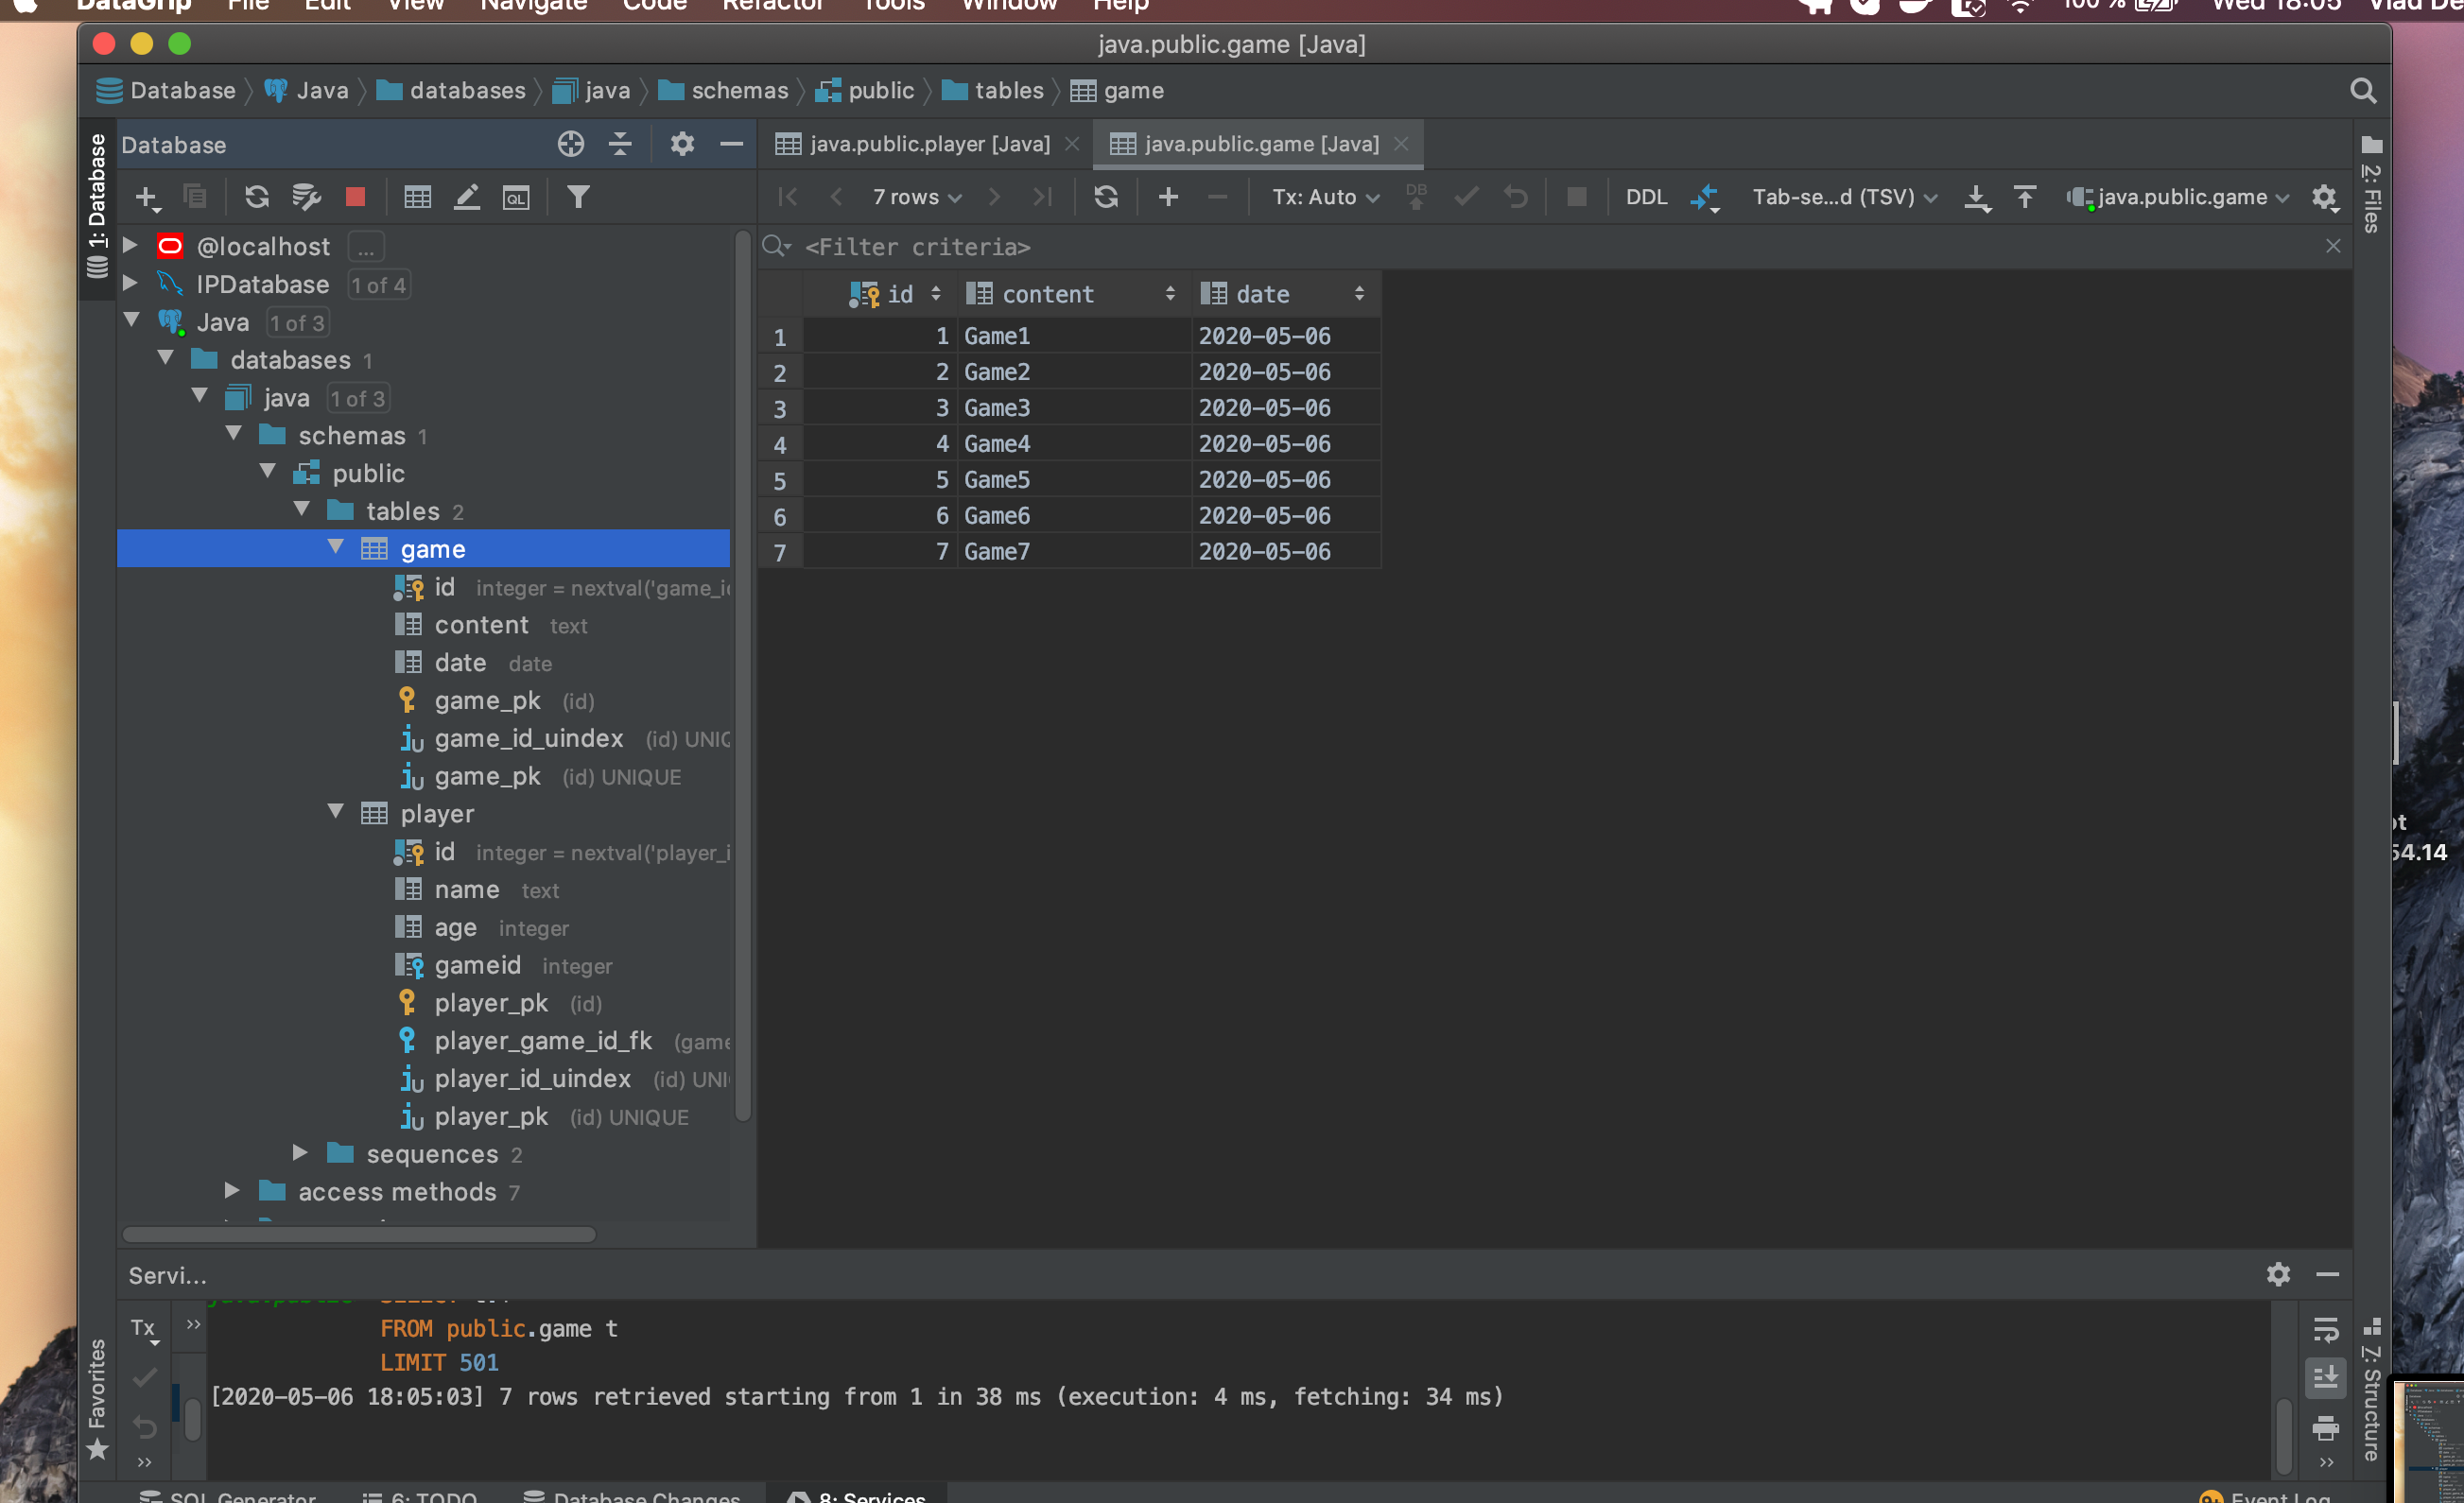 DataGrip File Edit View Navigate Code Refactor Tools Window Help 100 % Wed 18:05 Vlad De
java.public.game [Java]
Database Java databases java schemas public tables game
1: Database
Database
java.public.player [Java] java.public.game [Java]
7 rows Tx: Auto DB DDL Tab-se...d (TSV) java.public.game
2: Files
QL
<Filter criteria>
@localhost ...
IPDatabase 1 of 4
Java 1 of 3
databases 1
java 1 of 3
schemas 1
public
tables 2
game
id integer = nextval('game_i
content text
date date
game_pk (id)
game_id_uindex (id) UNIQ
game_pk (id) UNIQUE
player
id integer = nextval('player_i
name text
age integer
gameid integer
player_pk (id)
player_game_id_fk (game
player_id_uindex (id) UNI
player_pk (id) UNIQUE
sequences 2
access methods 7
id content date
1 1 Game1 2020-05-06
2 2 Game2 2020-05-06
3 3 Game3 2020-05-06
4 4 Game4 2020-05-06
5 5 Game5 2020-05-06
6 6 Game6 2020-05-06
7 7 Game7 2020-05-06
54.14
Servi...
Tx
FROM public.game t
LIMIT 501
[2020-05-06 18:05:03] 7 rows retrieved starting from 1 in 38 ms (execution: 4 ms, fetching: 34 ms)
Favorites
7: Structure
SQL Generator 6: TODO Database Changes 8: Services Event Log